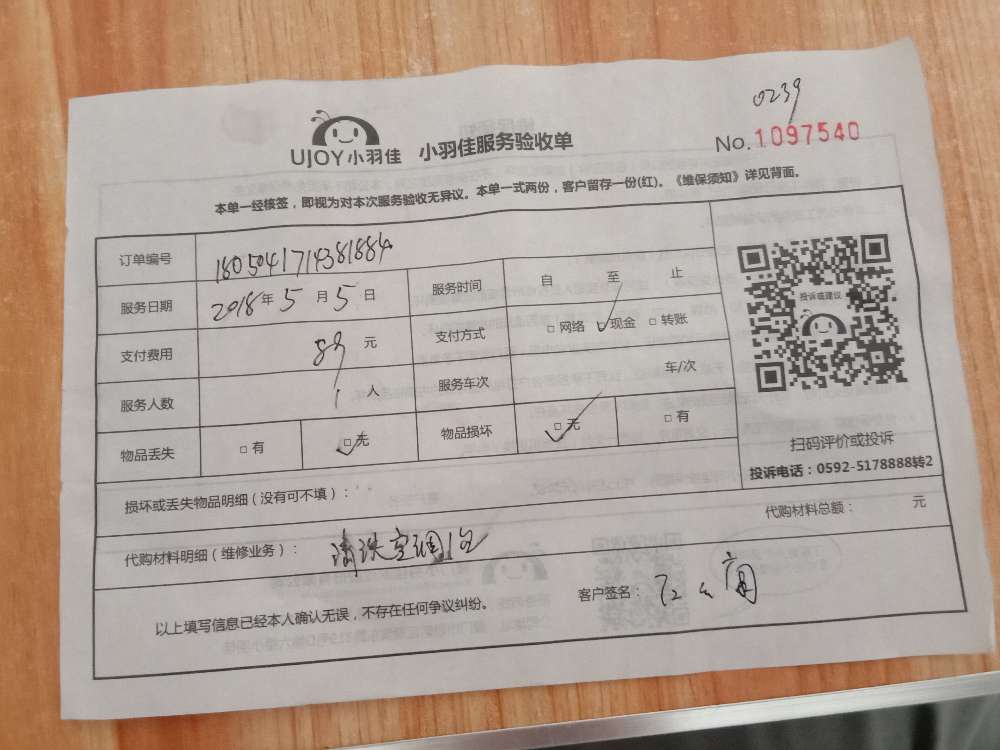 0239
UJOY小羽佳 小羽佳服务验收单 No.1097540
本单一经核签，即视为对本次服务验收无异议。本单一式两份，客户留存一份(红)。《维保须知》详见背面。
订单编号 180504171438188​4
服务日期 2018年5月5日 服务时间 自 至 止
投诉或建议
支付费用 89元 支付方式 □网络 ✓现金 □转账
服务人数 1人 服务车次 车/次
物品丢失 □有 □无 物品损坏 □无 □有
扫码评价或投诉
投诉电话：0592-5178888转2
损坏或丢失物品明细（没有可不填）：
代购材料总额： 元
代购材料明细（维修业务）： 清洗空调1台
以上填写信息已经本人确认无误，不存在任何争议纠纷。 客户签名：